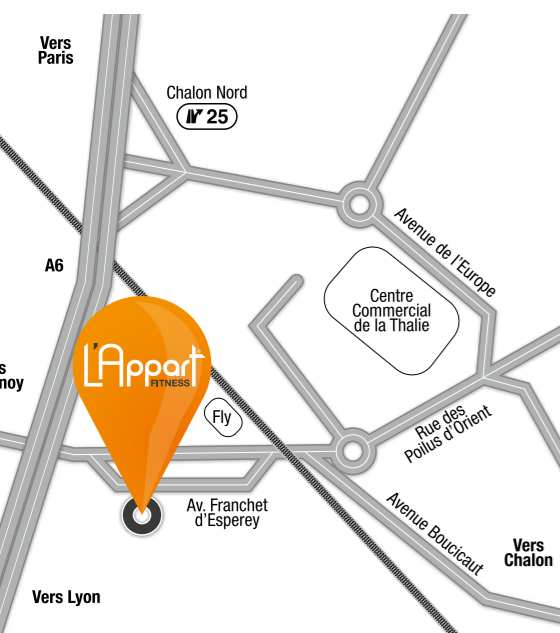 Vers
Paris
Chalon Nord
25
Avenue de l'Europe
A6
Centre
Commercial
de la Thalie
L'Appart
FITNESS
Fly
Rue des
Poilus d'Orient
Av. Franchet
d'Esperey
Avenue Boucicaut
Vers
Chalon
Vers Lyon